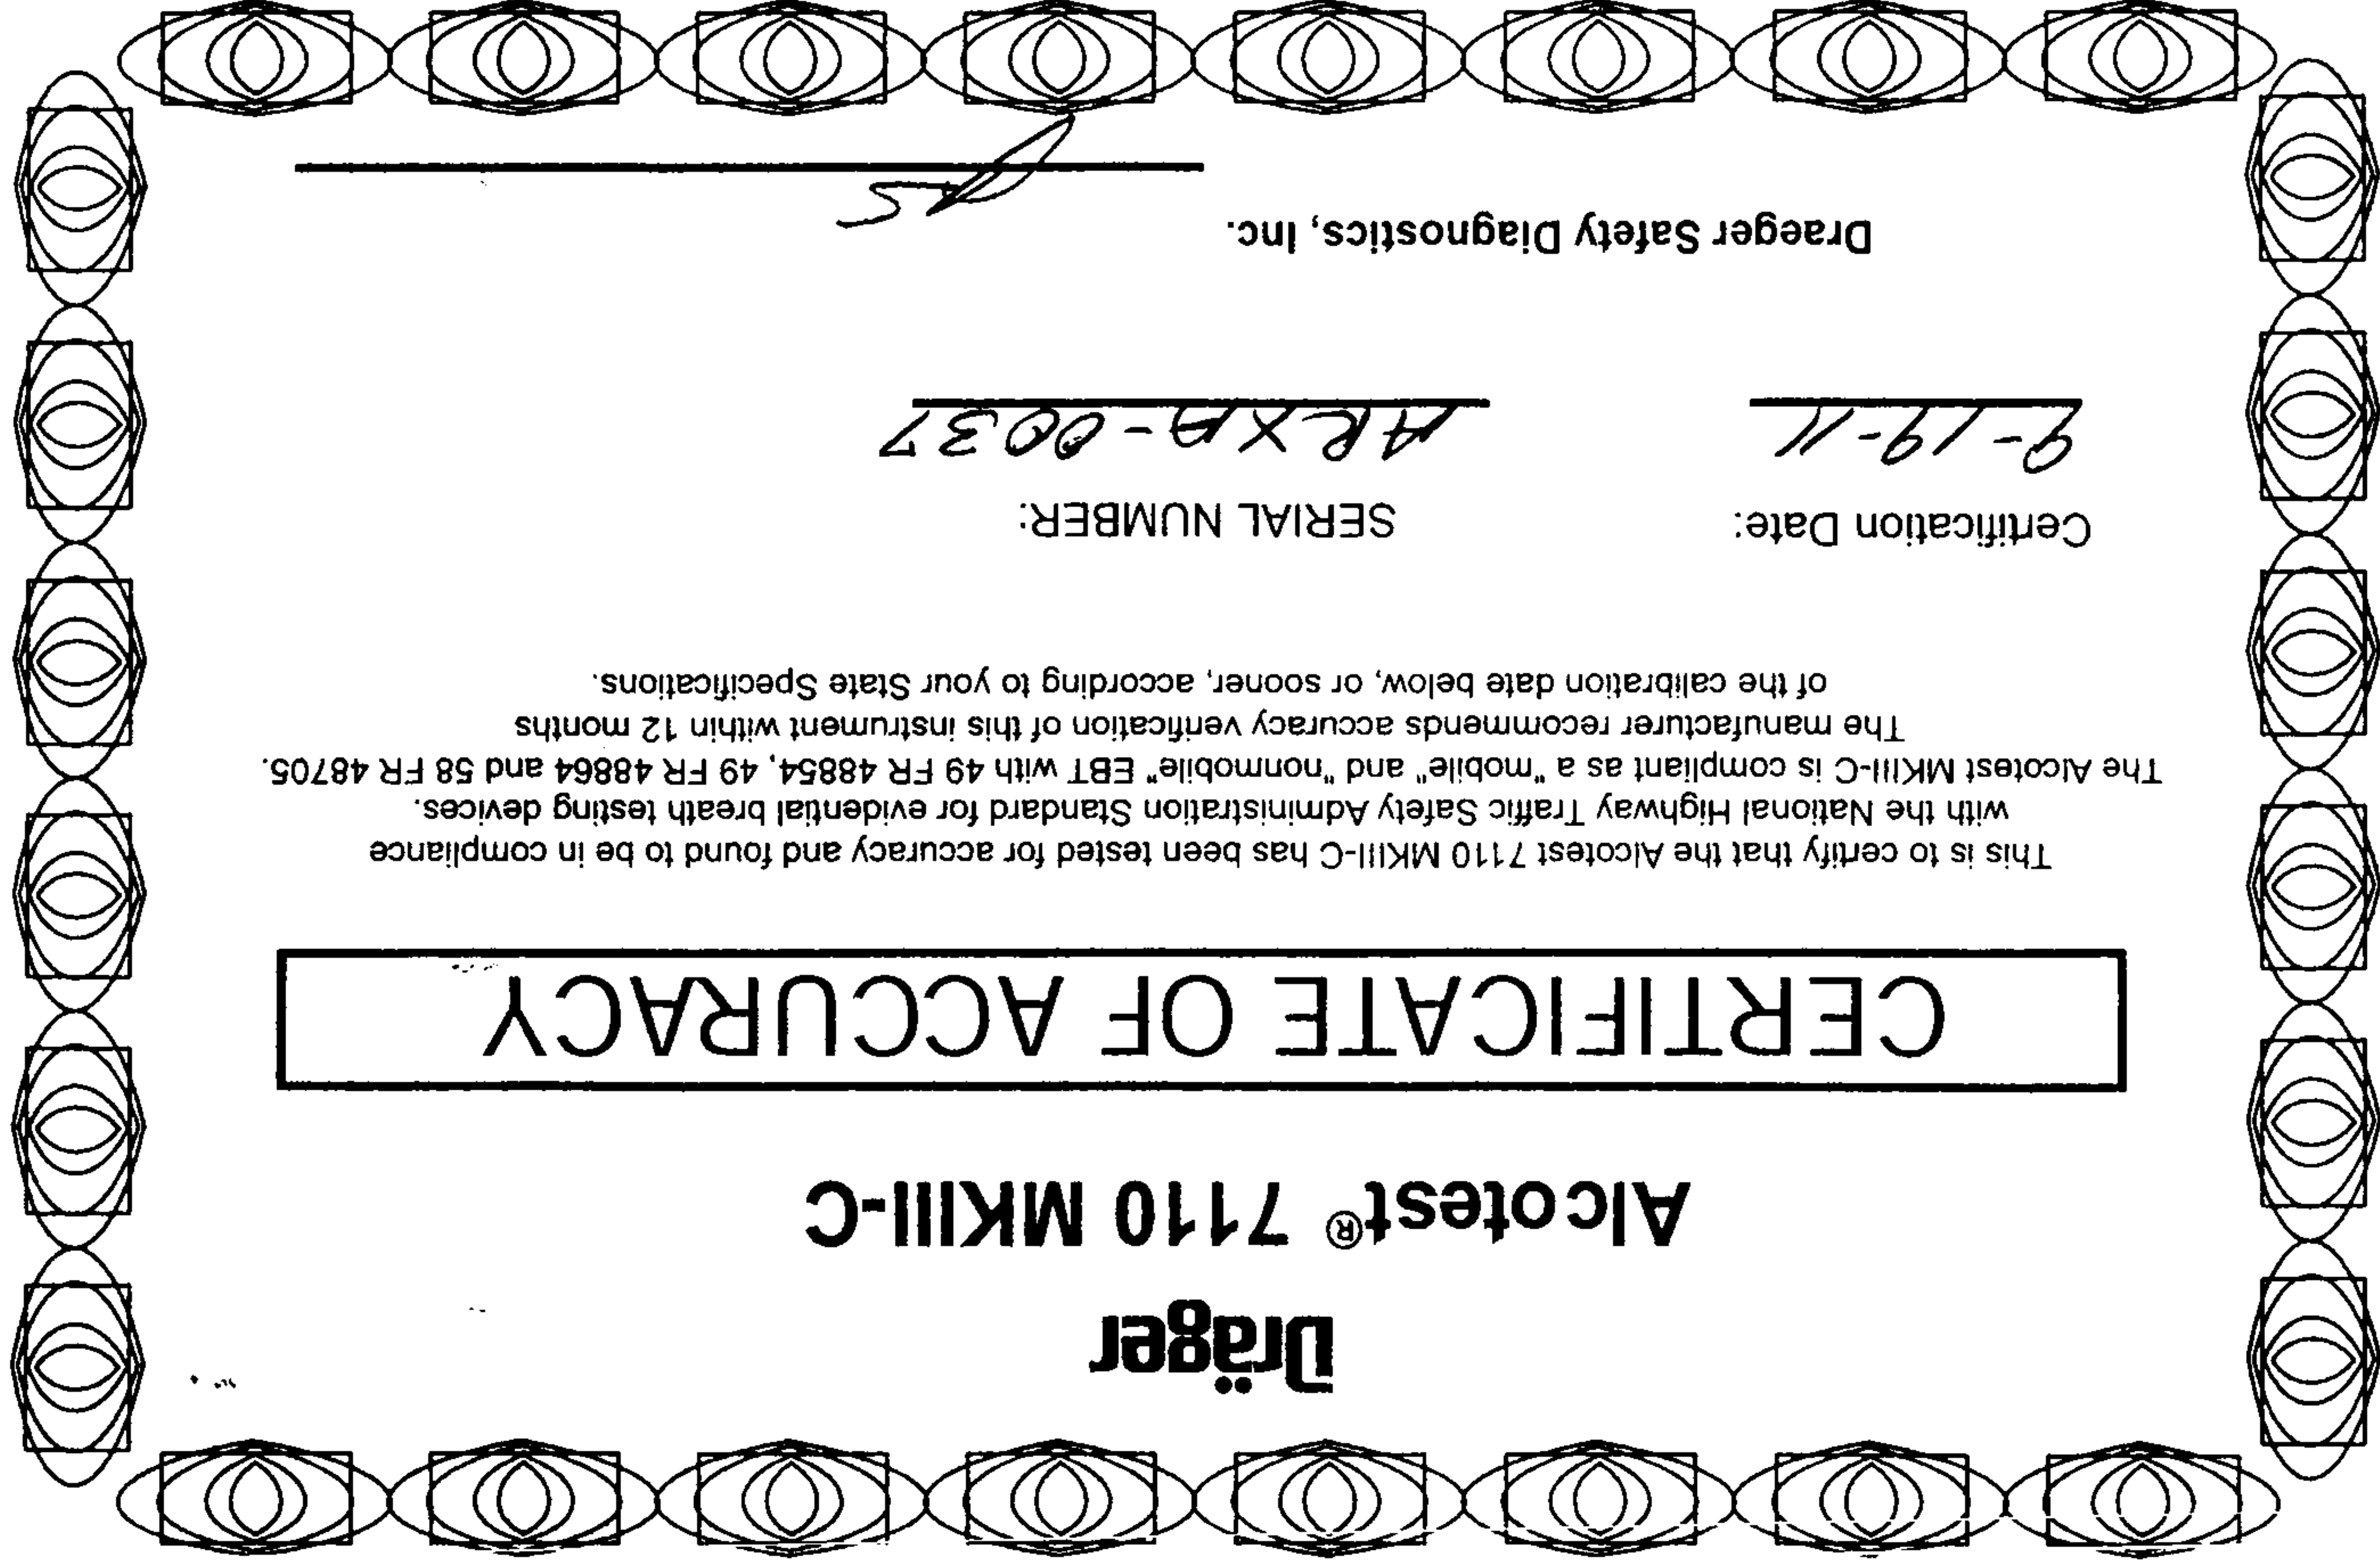 Dräger
Alcotest® 7110 MKIII-C
CERTIFICATE OF ACCURACY
This is to certify that the Alcotest 7110 MKIII-C has been tested for accuracy and found to be in compliance
with the National Highway Traffic Safety Administration Standard for evidential breath testing devices.
The Alcotest MKIII-C is compliant as a "mobile" and "nonmobile" EBT with 49 FR 48854, 49 FR 48864 and 58 FR 48705.
The manufacturer recommends accuracy verification of this instrument within 12 months
of the calibration date below, or sooner, according to your State Specifications.
Certification Date: SERIAL NUMBER:
9-19-11 ARXA-0037
Draeger Safety Diagnostics, Inc.